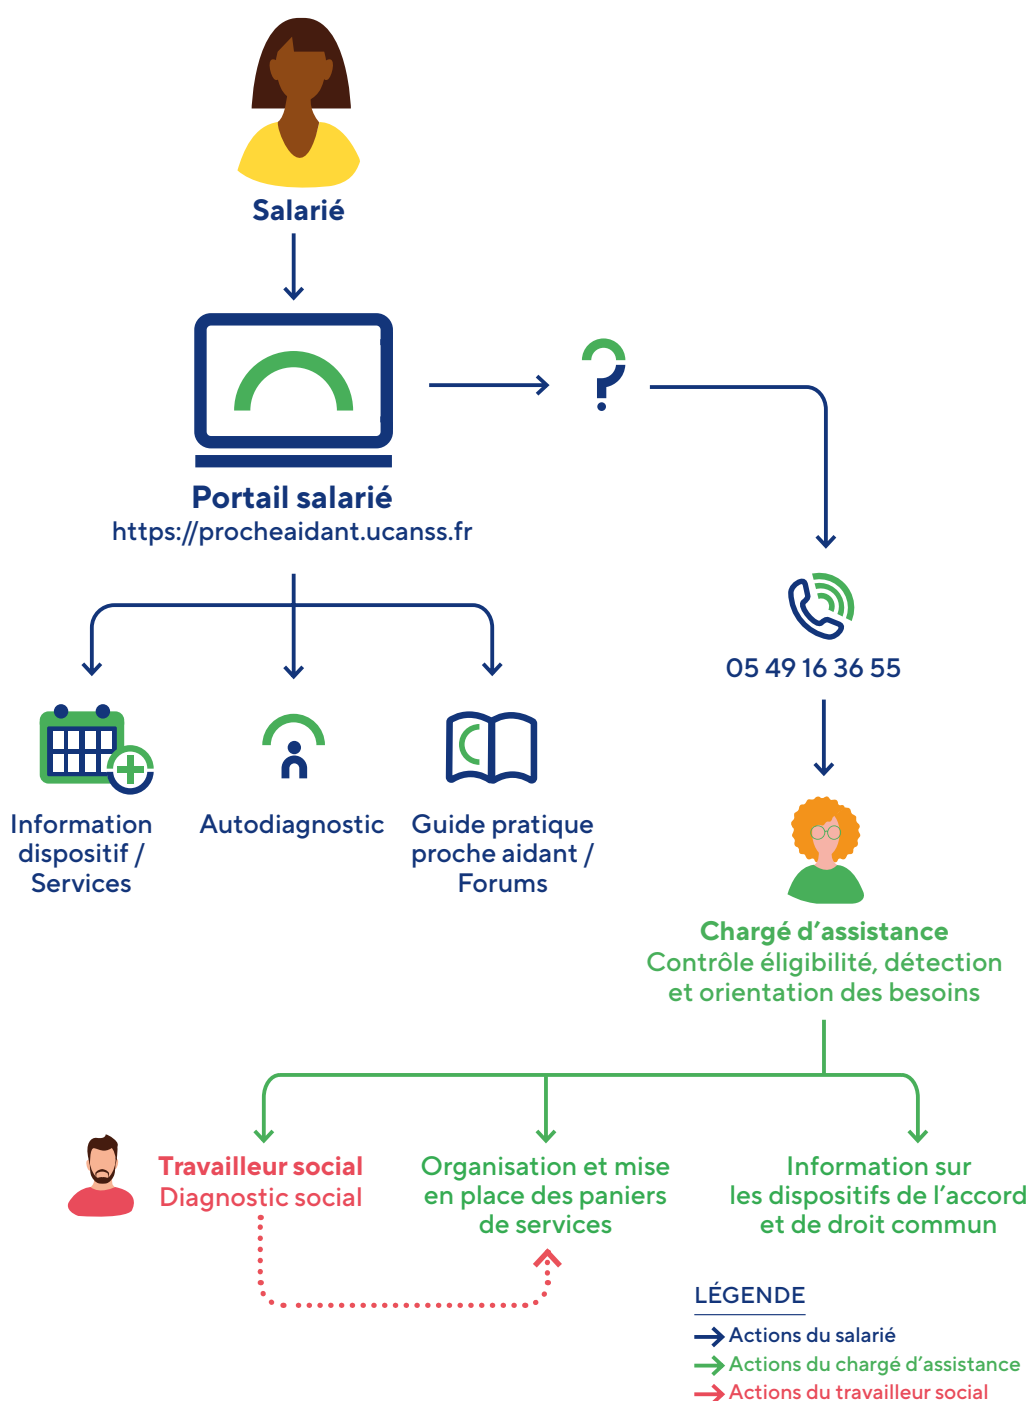 Salarié
Portail salarié
https://procheaidant.ucanss.fr
05 49 16 36 55
Information
dispositif /
Services
Autodiagnostic
Guide pratique
proche aidant /
Forums
Chargé d'assistance
Contrôle éligibilité, détection
et orientation des besoins
Travailleur social
Diagnostic social
Organisation et mise
en place des paniers
de services
Information sur
les dispositifs de l'accord
et de droit commun
LÉGENDE
Actions du salarié
Actions du chargé d'assistance
Actions du travailleur social